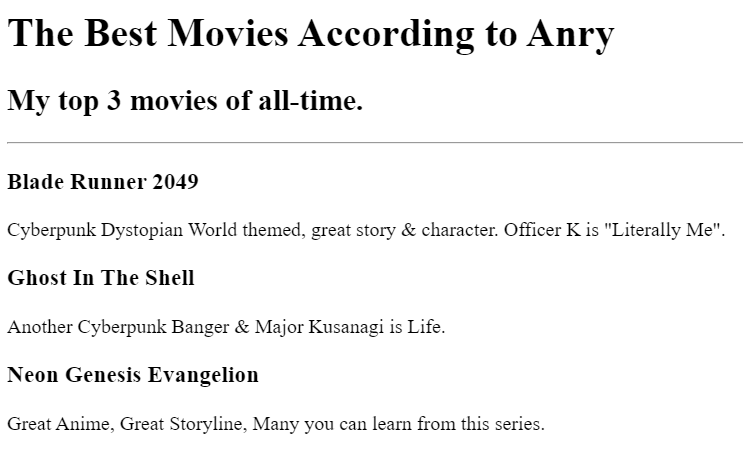 The Best Movies According to Anry
My top 3 movies of all-time.
Blade Runner 2049
Cyberpunk Dystopian World themed, great story & character. Officer K is "Literally Me".
Ghost In The Shell
Another Cyberpunk Banger & Major Kusanagi is Life.
Neon Genesis Evangelion
Great Anime, Great Storyline, Many you can learn from this series.